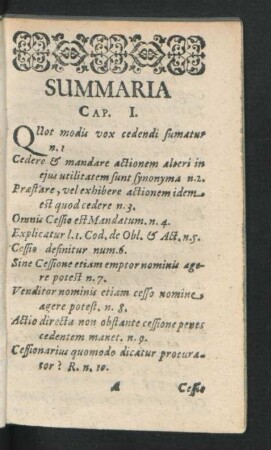 SUMMARIA
CAP. I.
QUot modis vox cedendi sumatur
n. 1
Cedere & mandare actionem alteri in
ejus utilitatem sunt synonyma n. 2.
Præstare, vel exhibere actionem idem
est quod cedere n. 3.
Omnis Cessio est Mandatum. n. 4.
Explicatur l. 1. Cod. de Obl. & Act. n. 5.
Cessio definitur num. 6.
Sine Cessione etiam emptor nominis age-
re potest n. 7.
Venditor nominis etiam cesso nomine
agere potest. n. 8.
Actio directa non obstante cessione penes
cedentem manet. n. 9.
Cessionarius quomodo dicatur procura-
tor? R. n. 10.
A Cessio